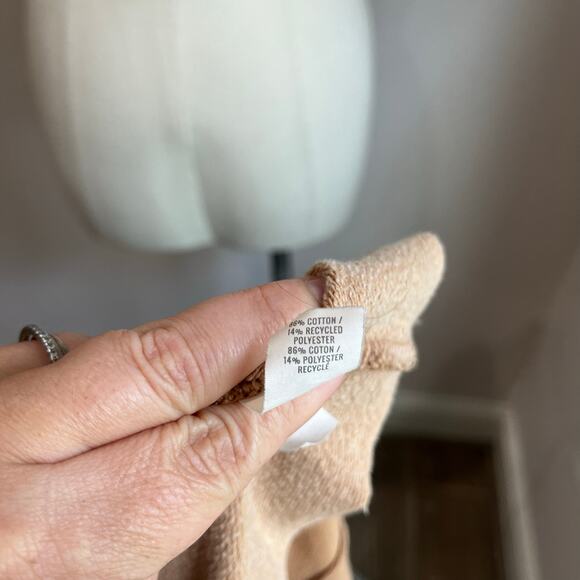 86% COTTON /
14% RECYCLED
POLYESTER
86% COTON /
14% POLYESTER
RECYCLÉ